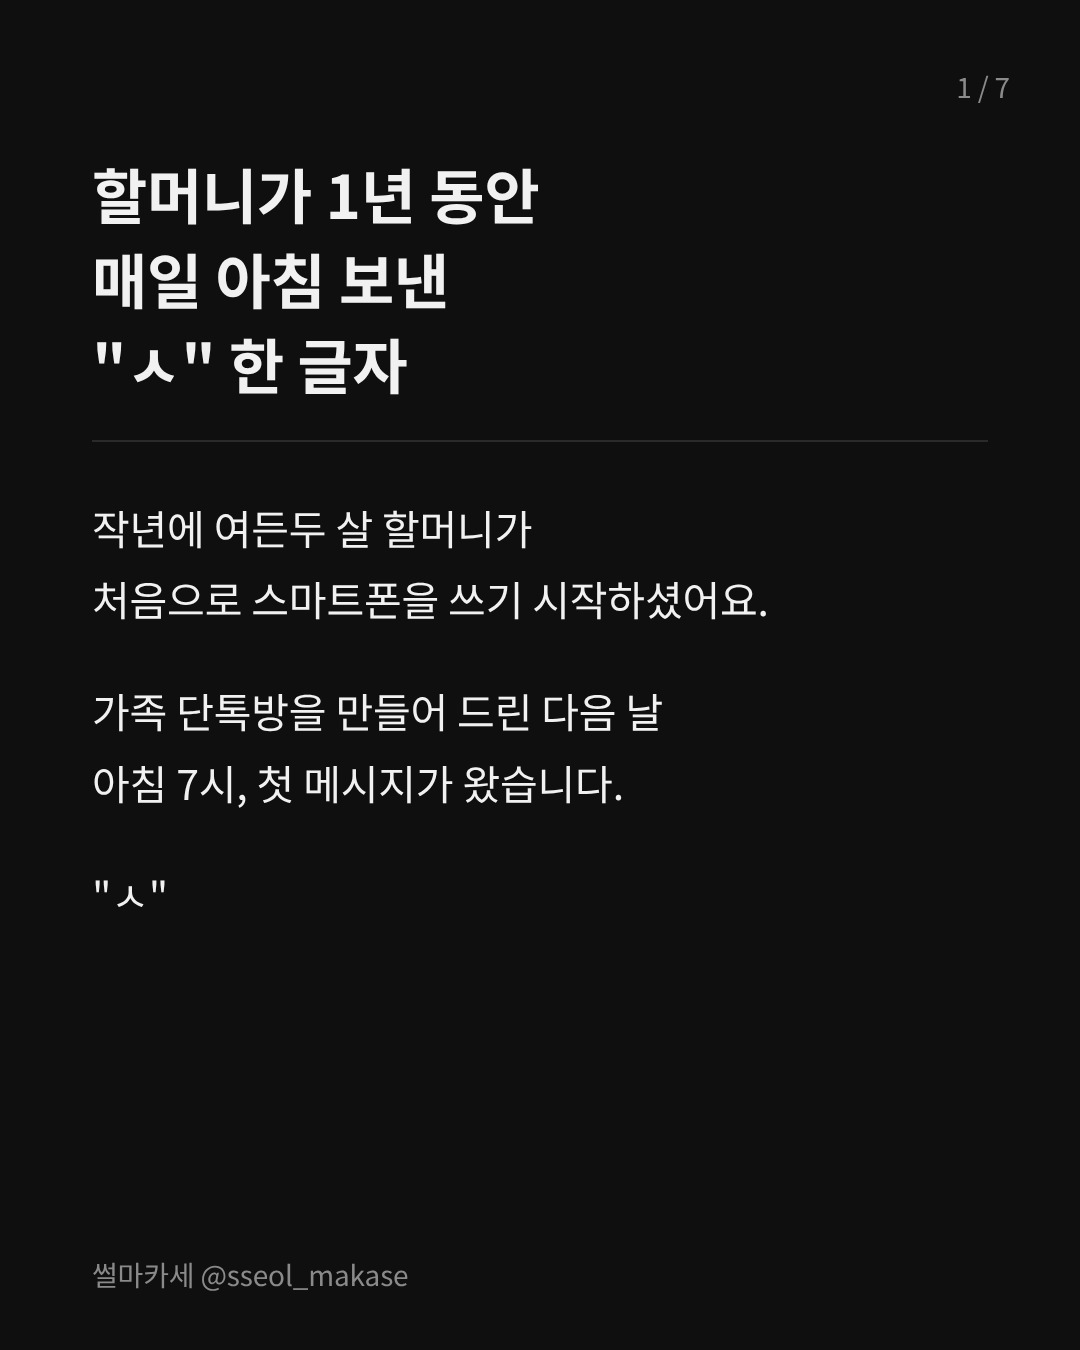 1 / 7
할머니가 1년 동안
매일 아침 보낸
"ㅅ" 한 글자
작년에 여든두 살 할머니가
처음으로 스마트폰을 쓰기 시작하셨어요.
가족 단톡방을 만들어 드린 다음 날
아침 7시, 첫 메시지가 왔습니다.
"ㅅ"
썰마카세 @sseol_makase